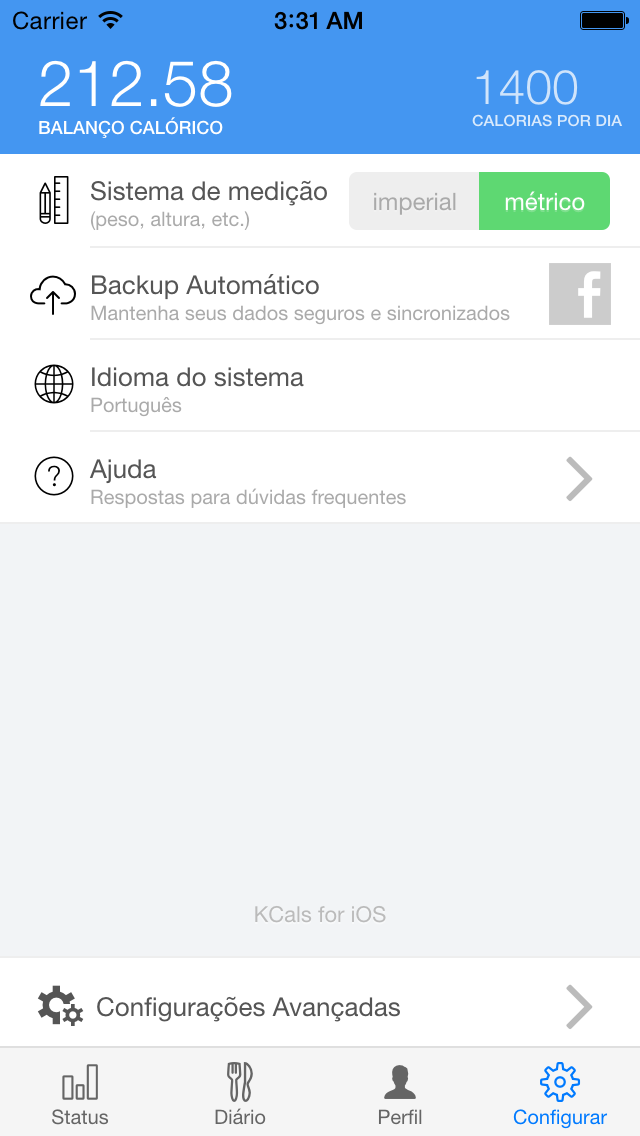 Carrier
3:31 AM
212.58
BALANÇO CALÓRICO
1400
CALORIAS POR DIA
Sistema de medição
(peso, altura, etc.)
imperial
métrico
Backup Automático
Mantenha seus dados seguros e sincronizados
f
Idioma do sistema
Português
?
Ajuda
Respostas para dúvidas frequentes
KCals for iOS
Configurações Avançadas
Status
Diário
Perfil
Configurar